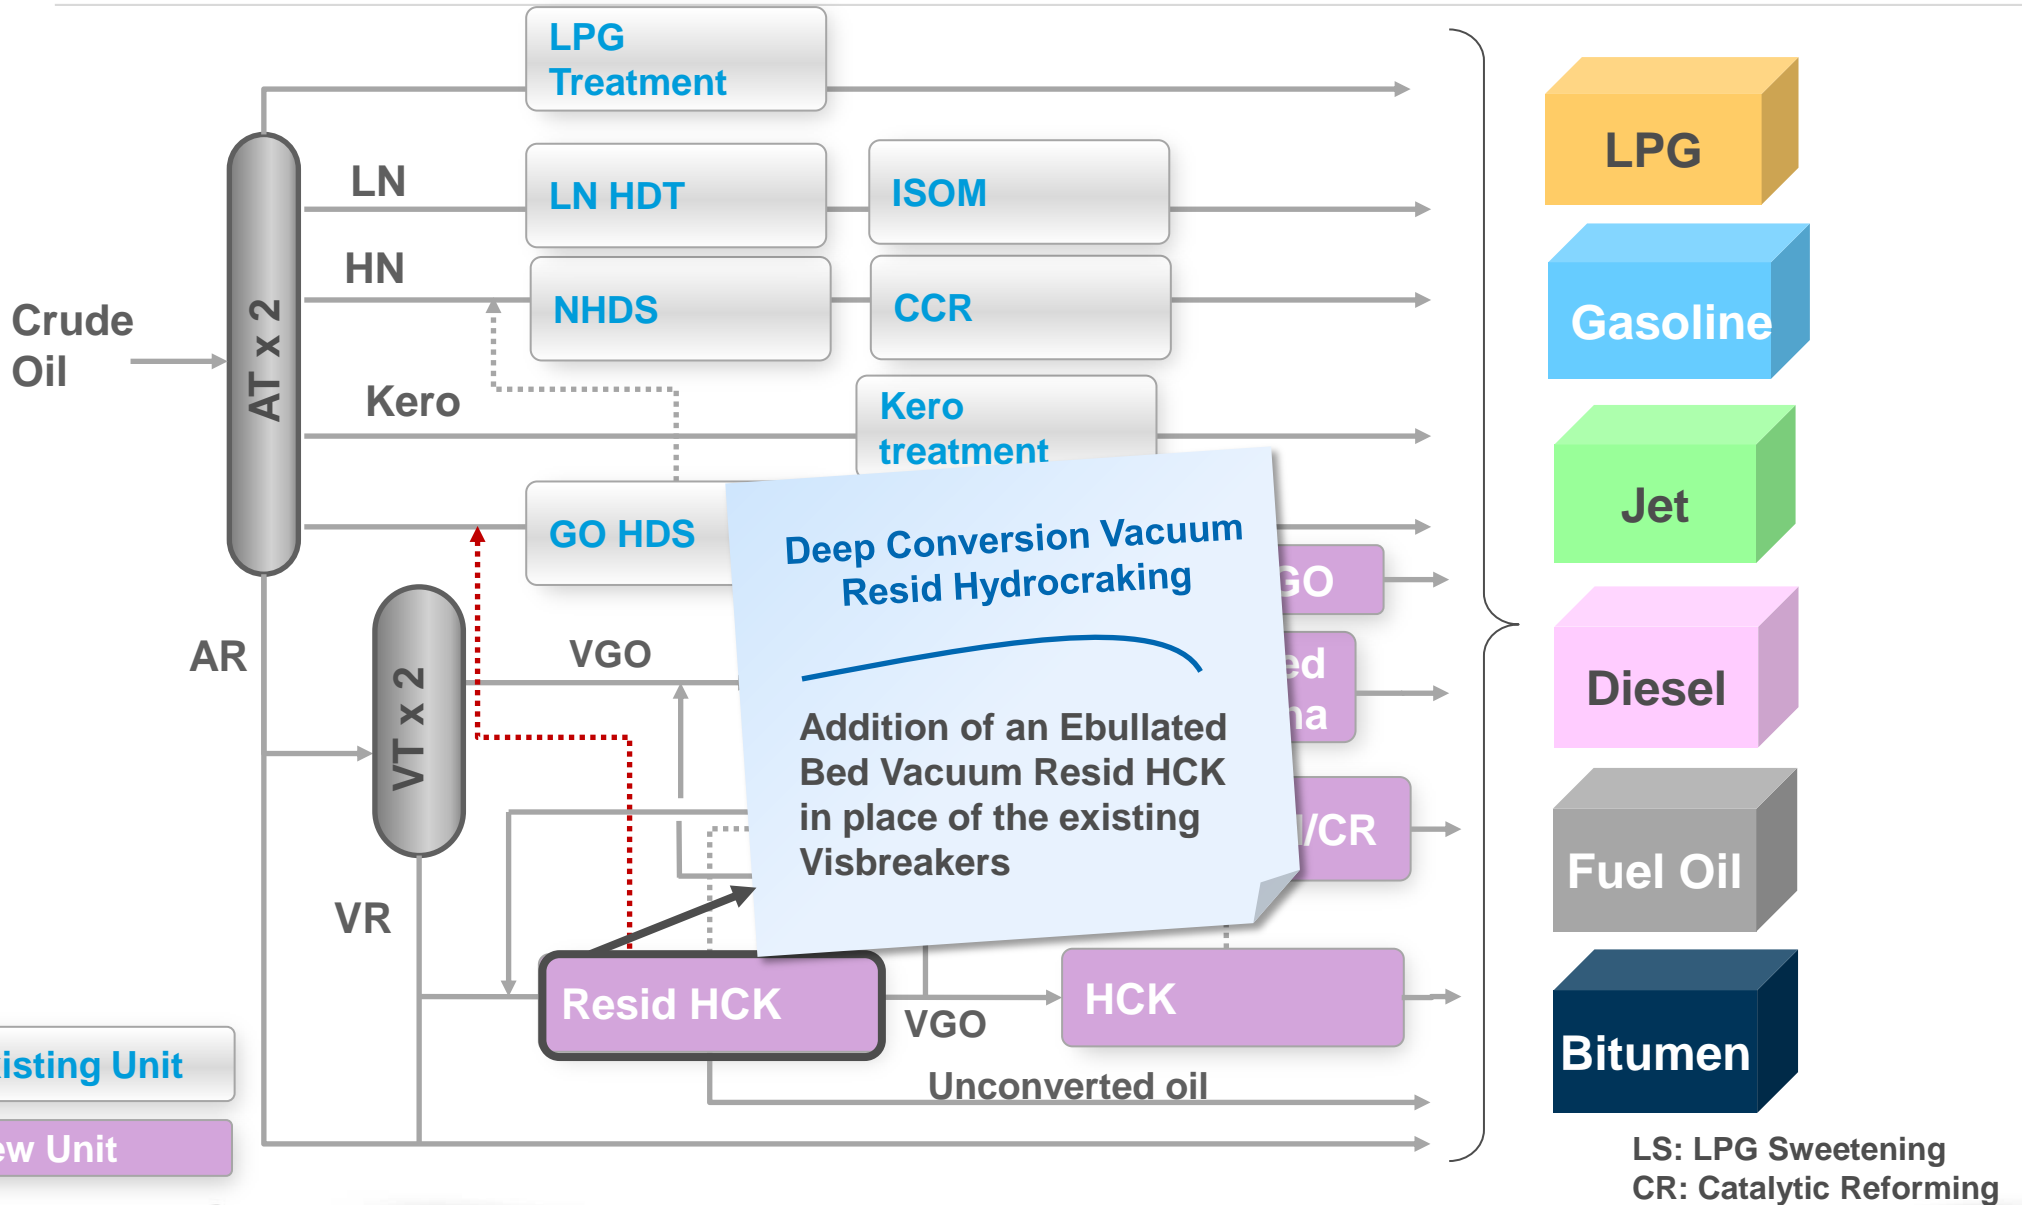 LPG
Treatment
LPG
LN
LN HDT
ISOM
HN
NHDS
CCR
Gasoline
Crude
Oil
AT x 2
Kero
Kero
treatment
Jet
GO HDS
Deep Conversion Vacuum
Resid Hydrocraking
GO
AR
VGO
VT x 2
Diesel
Addition of an Ebullated
Bed Vacuum Resid HCK
in place of the existing
Visbreakers
/CR
Fuel Oil
VR
Resid HCK
VGO
HCK
Bitumen
isting Unit
Unconverted oil
ew Unit
LS: LPG Sweetening
CR: Catalytic Reforming